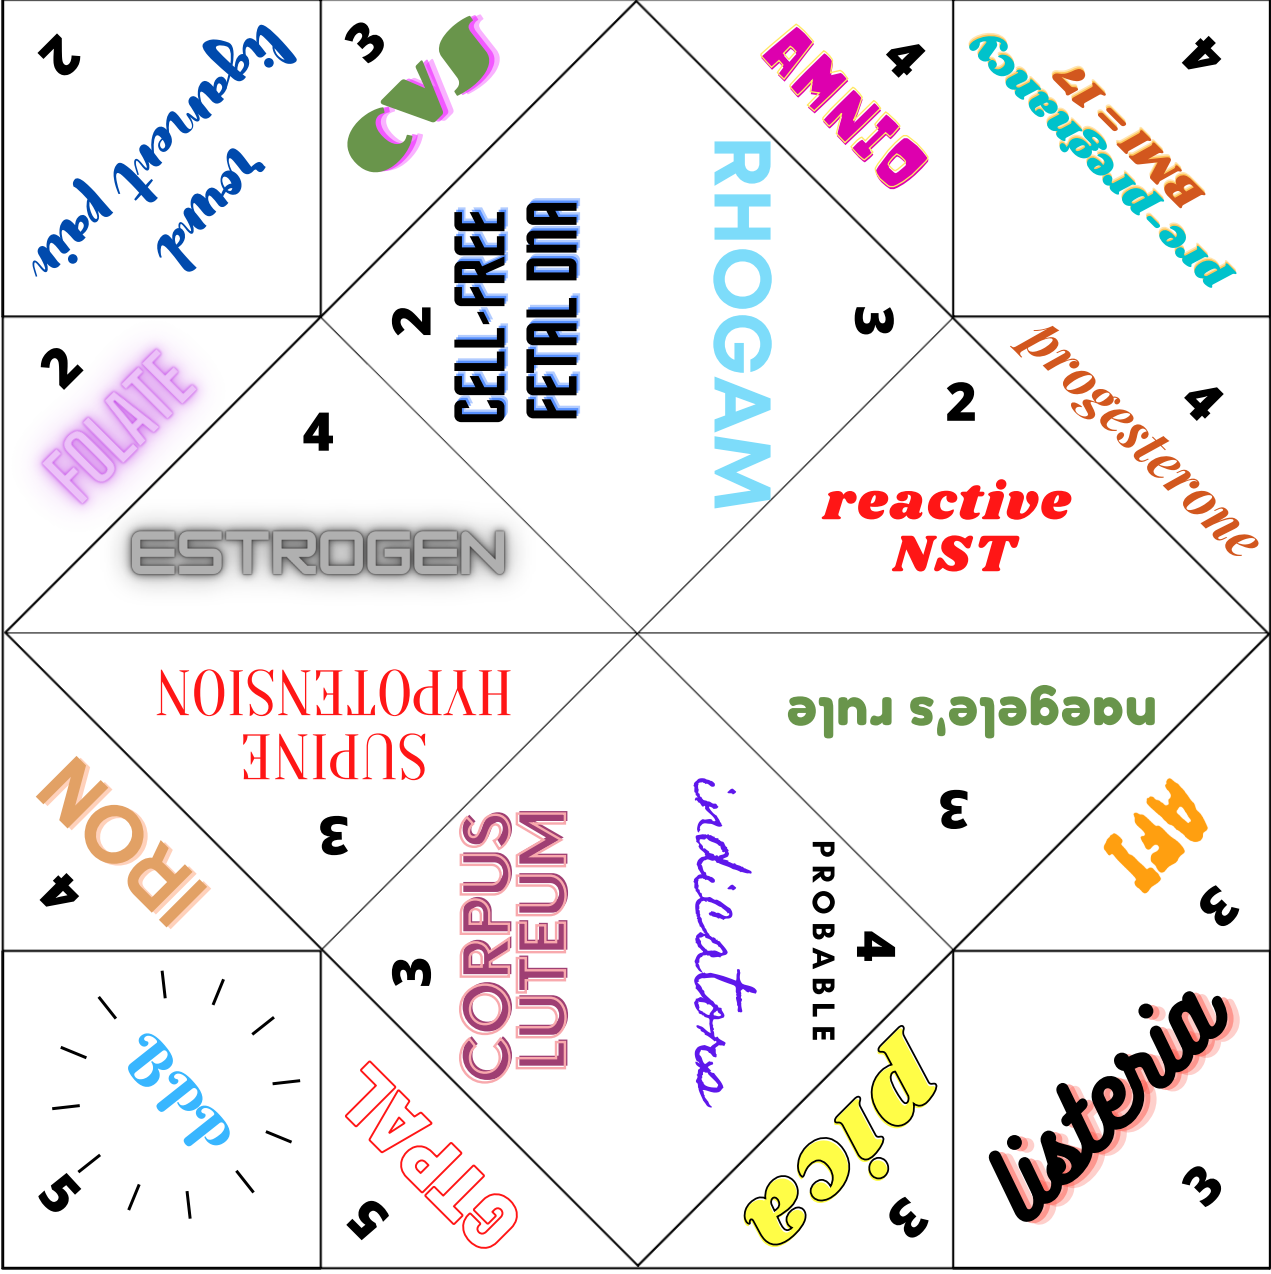 2
round
ligament pain
3
CVS
4
AMNIO
4
BMI = 17
pre-pregnancy
2
CELL-FREE
FETAL DNA
RHOGAM
3
2
FOLATE
4
ESTROGEN
2
reactive
NST
4
progesterone
SUPINE
HYPOTENSION
3
naegele's rule
3
IRON
4
AFI
3
3
CORPUS
LUTEUM
PROBABLE
indicators
4
BPP
5
GTPAL
5
pica
3
listeria
3